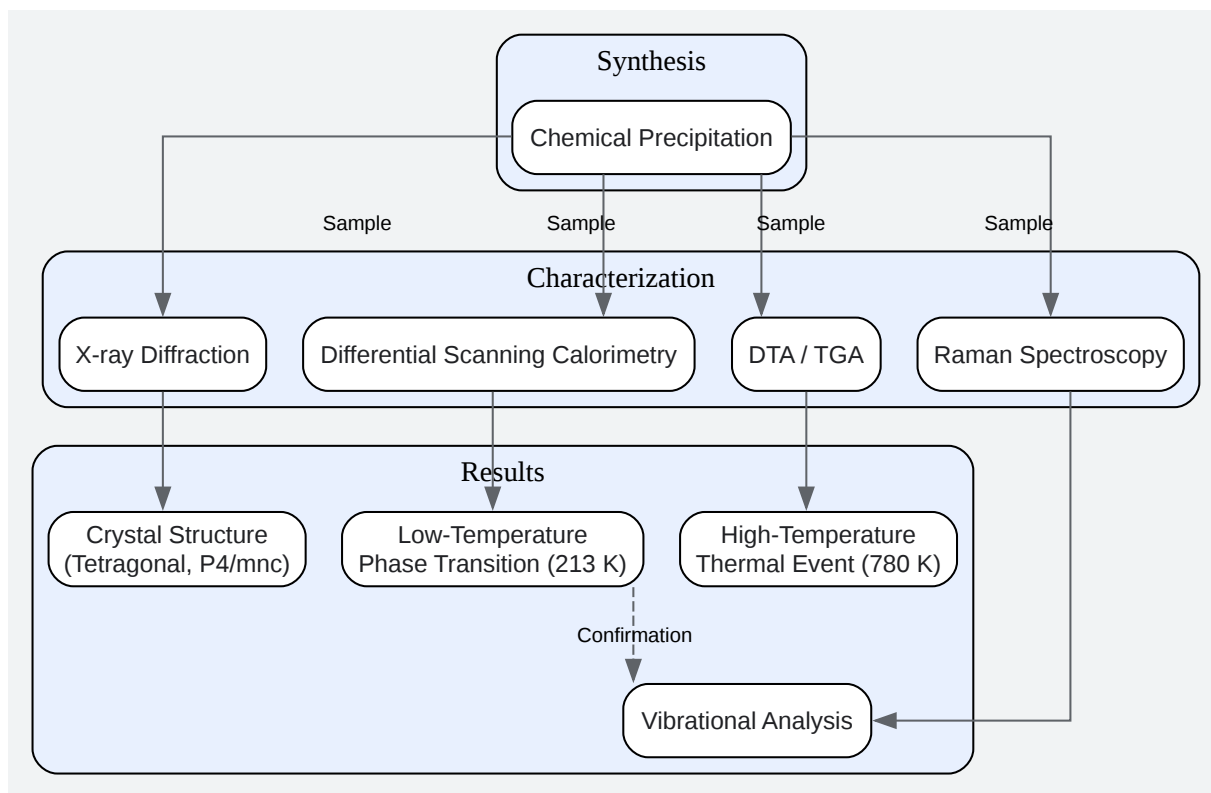 Synthesis
Chemical Precipitation
Sample
Sample
Sample
Sample
Characterization
X-ray Diffraction
Differential Scanning Calorimetry
DTA / TGA
Raman Spectroscopy
Results
Crystal Structure
(Tetragonal, P4/mnc)
Low-Temperature
Phase Transition (213 K)
High-Temperature
Thermal Event (780 K)
Confirmation
Vibrational Analysis